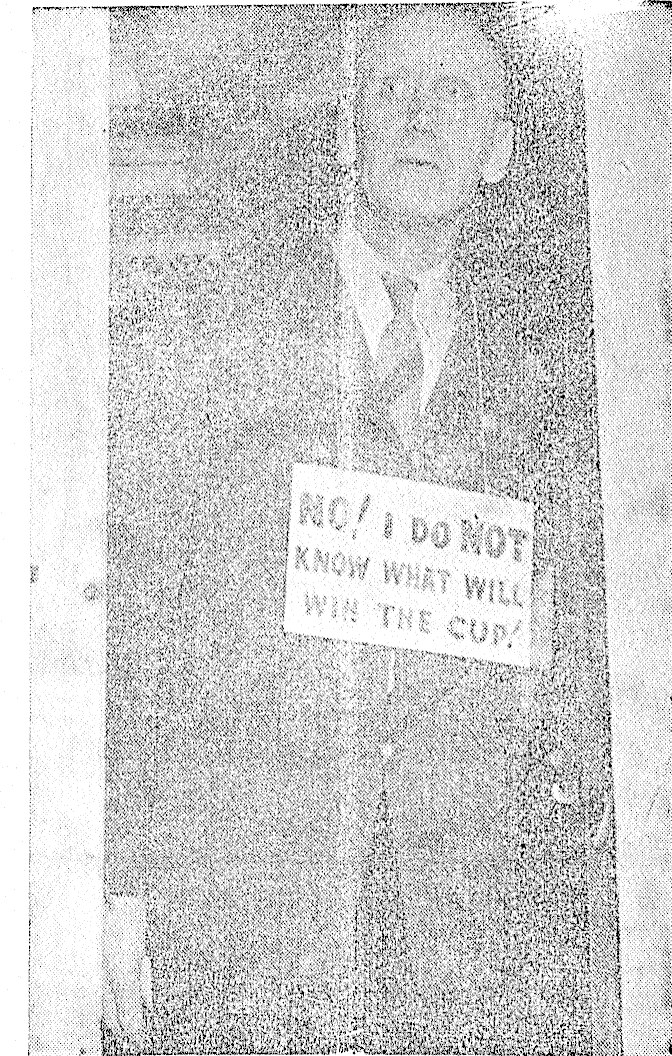 NO! I DO NOT
KNOW WHAT WILL
WIN THE CUP!